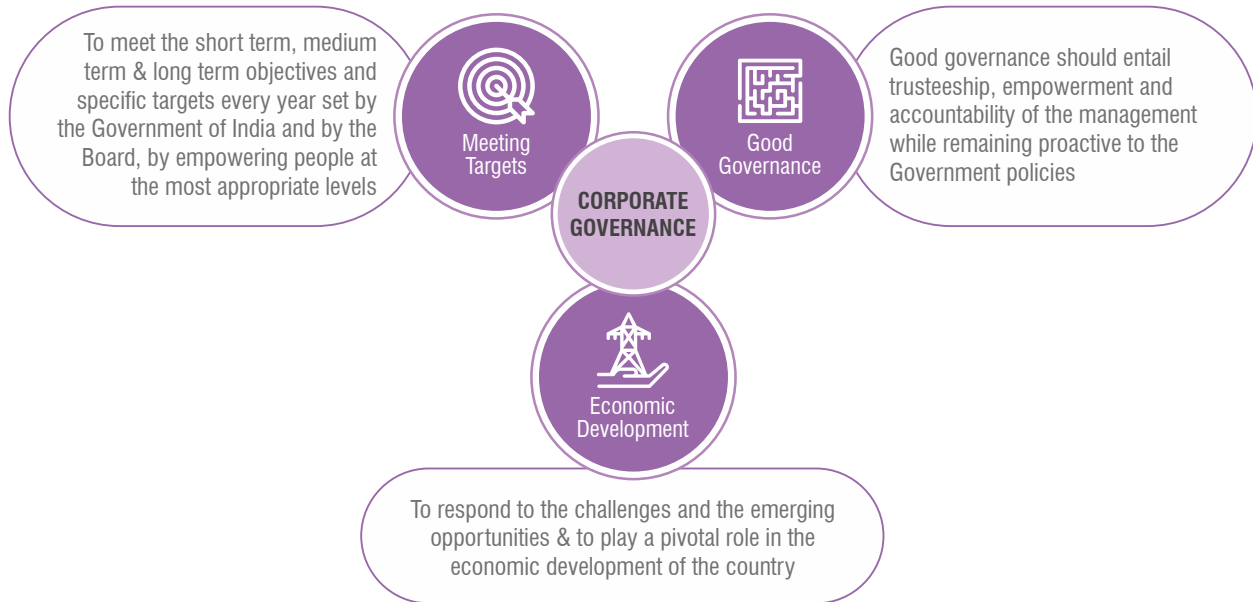 To meet the short term, medium
term & long term objectives and
specific targets every year set by
the Government of India and by the
Board, by empowering people at
the most appropriate levels
Meeting
Targets
Good
Governance
Good governance should entail
trusteeship, empowerment and
accountability of the management
while remaining proactive to the
Government policies
CORPORATE
GOVERNANCE
Economic
Development
To respond to the challenges and the emerging
opportunities & to play a pivotal role in the
economic development of the country